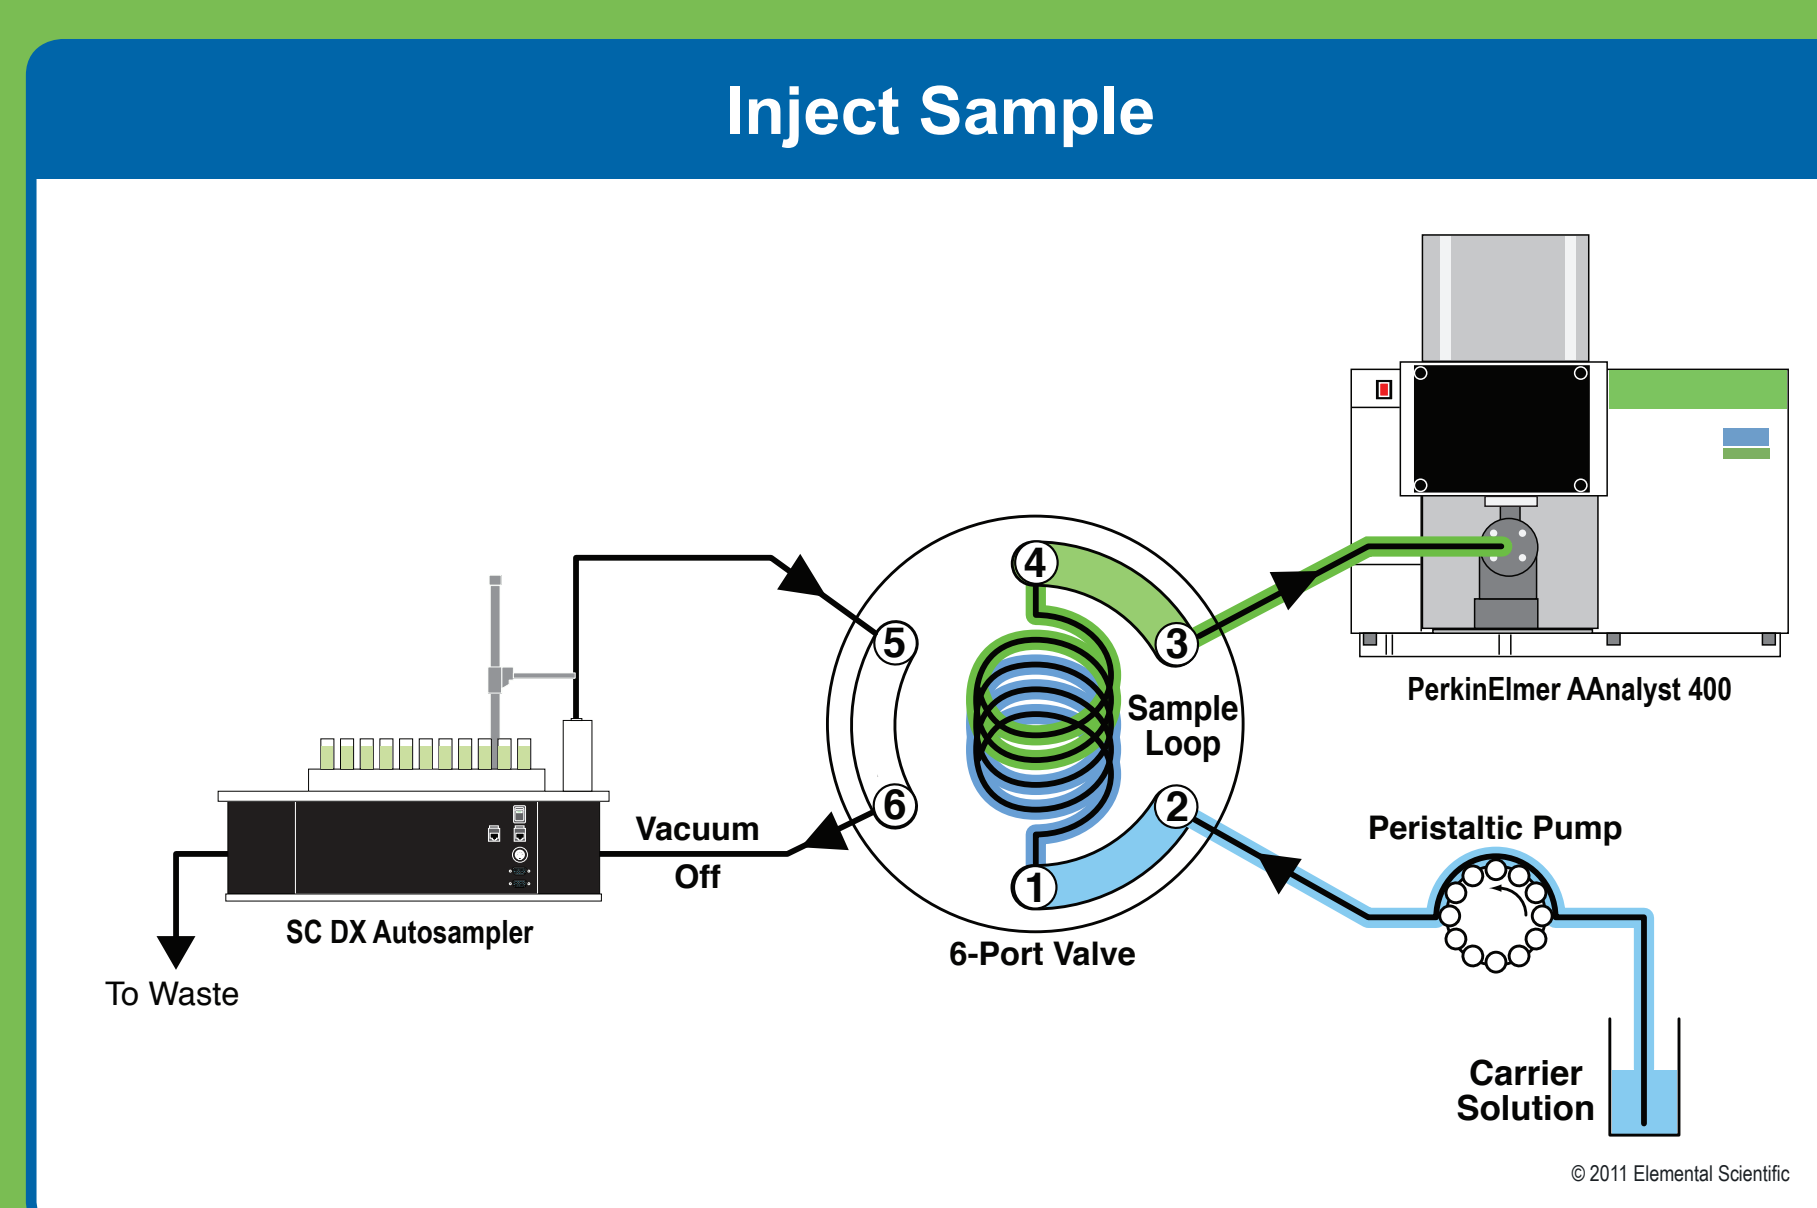 Inject Sample
PerkinElmer AAnalyst 400
4
5
3
Sample
Loop
6
2
1
Vacuum
Off
Peristaltic Pump
SC DX Autosampler
6-Port Valve
To Waste
Carrier
Solution
© 2011 Elemental Scientific